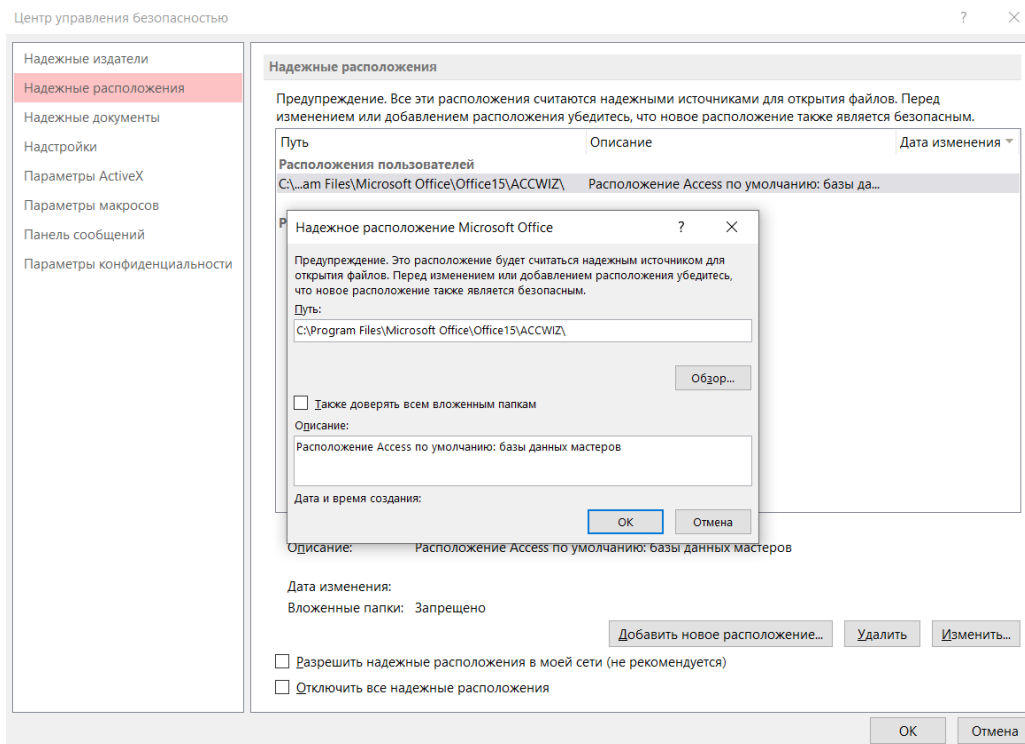 Центр управления безопасностью
?
Надежные издатели
Надежные расположения
Надежные документы
Надстройки
Параметры ActiveX
Параметры макросов
Панель сообщений
Параметры конфиденциальности
Надежные расположения
Предупреждение. Все эти расположения считаются надежными источниками для открытия файлов. Перед
изменением или добавлением расположения убедитесь, что новое расположение также является безопасным.
Путь Описание Дата изменения
Расположения пользователей
C:\...am Files\Microsoft Office\Office15\ACCWIZ\ Расположение Access по умолчанию: базы да...
Надежное расположение Microsoft Office ?
Предупреждение. Это расположение будет считаться надежным источником для
открытия файлов. Перед изменением или добавлением расположения убедитесь,
что новое расположение также является безопасным.
Путь:
C:\Program Files\Microsoft Office\Office15\ACCWIZ\
Обзор...
Также доверять всем вложенным папкам
Описание:
Расположение Access по умолчанию: базы данных мастеров
Дата и время создания:
ОК Отмена
Описание: Расположение Access по умолчанию: базы данных мастеров
Дата изменения:
Вложенные папки: Запрещено
Добавить новое расположение... Удалить Изменить...
Разрешить надежные расположения в моей сети (не рекомендуется)
Отключить все надежные расположения
ОК Отмена